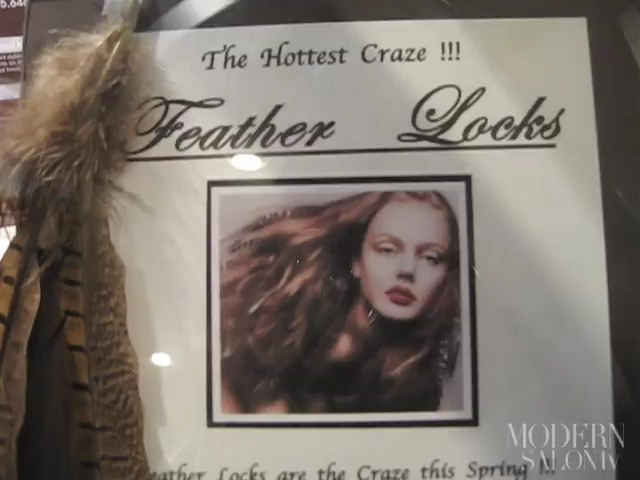 The Hottest Craze !!!
Feather Locks
eather Locks are the Craze this Spring !!!
MODERN
SALON tv